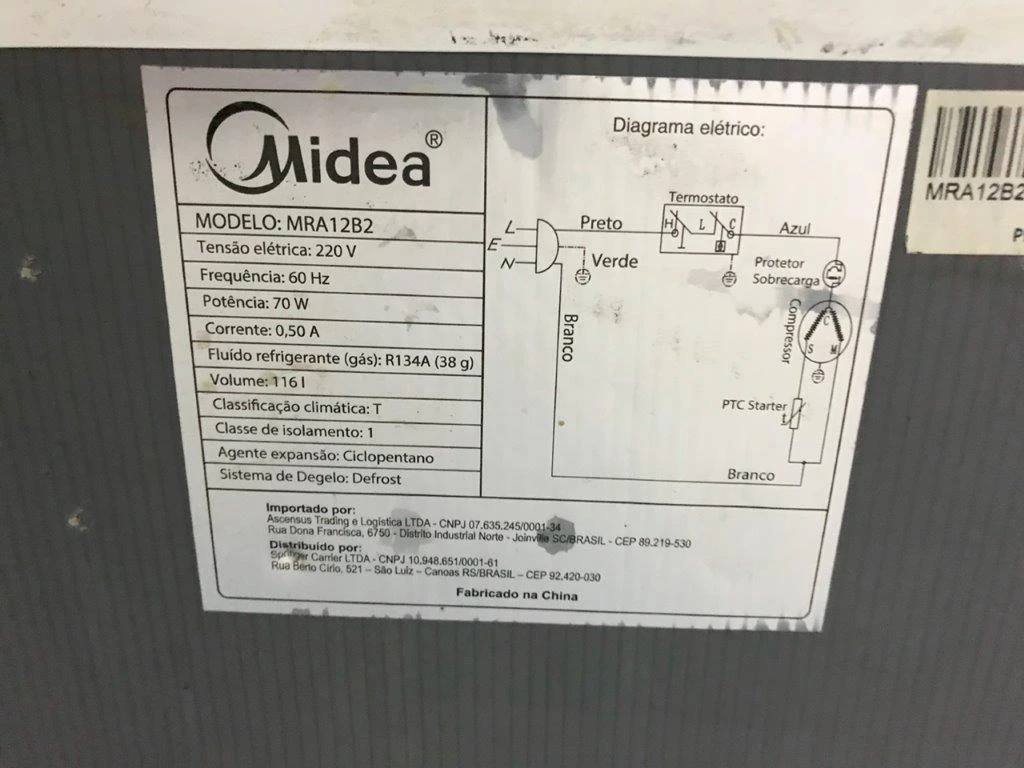 Midea®
MODELO: MRA12B2
Tensão elétrica: 220 V
Frequência: 60 Hz
Potência: 70 W
Corrente: 0,50 A
Fluído refrigerante (gás): R134A (38 g)
Volume: 116 l
Classificação climática: T
Classe de isolamento: 1
Agente expansão: Ciclopentano
Sistema de Degelo: Defrost
Diagrama elétrico:
Termostato
L
Preto
H L C
Azul
E
Verde
N
Protetor
Sobrecarga
Branco
Compressor
C
S M
PTC Starter
t
Branco
Importado por:
Ascensus Trading e Logística LTDA - CNPJ 07.635.245/0001-34
Rua Dona Francisca, 6750 - Distrito Industrial Norte - Joinville SC/BRASIL - CEP 89.219-530
Distribuído por:
Springer Carrier LTDA - CNPJ 10.948.651/0001-61
Rua Berto Círio, 521 – São Luiz – Canoas RS/BRASIL – CEP 92.420-030
Fabricado na China
MRA12B2
P